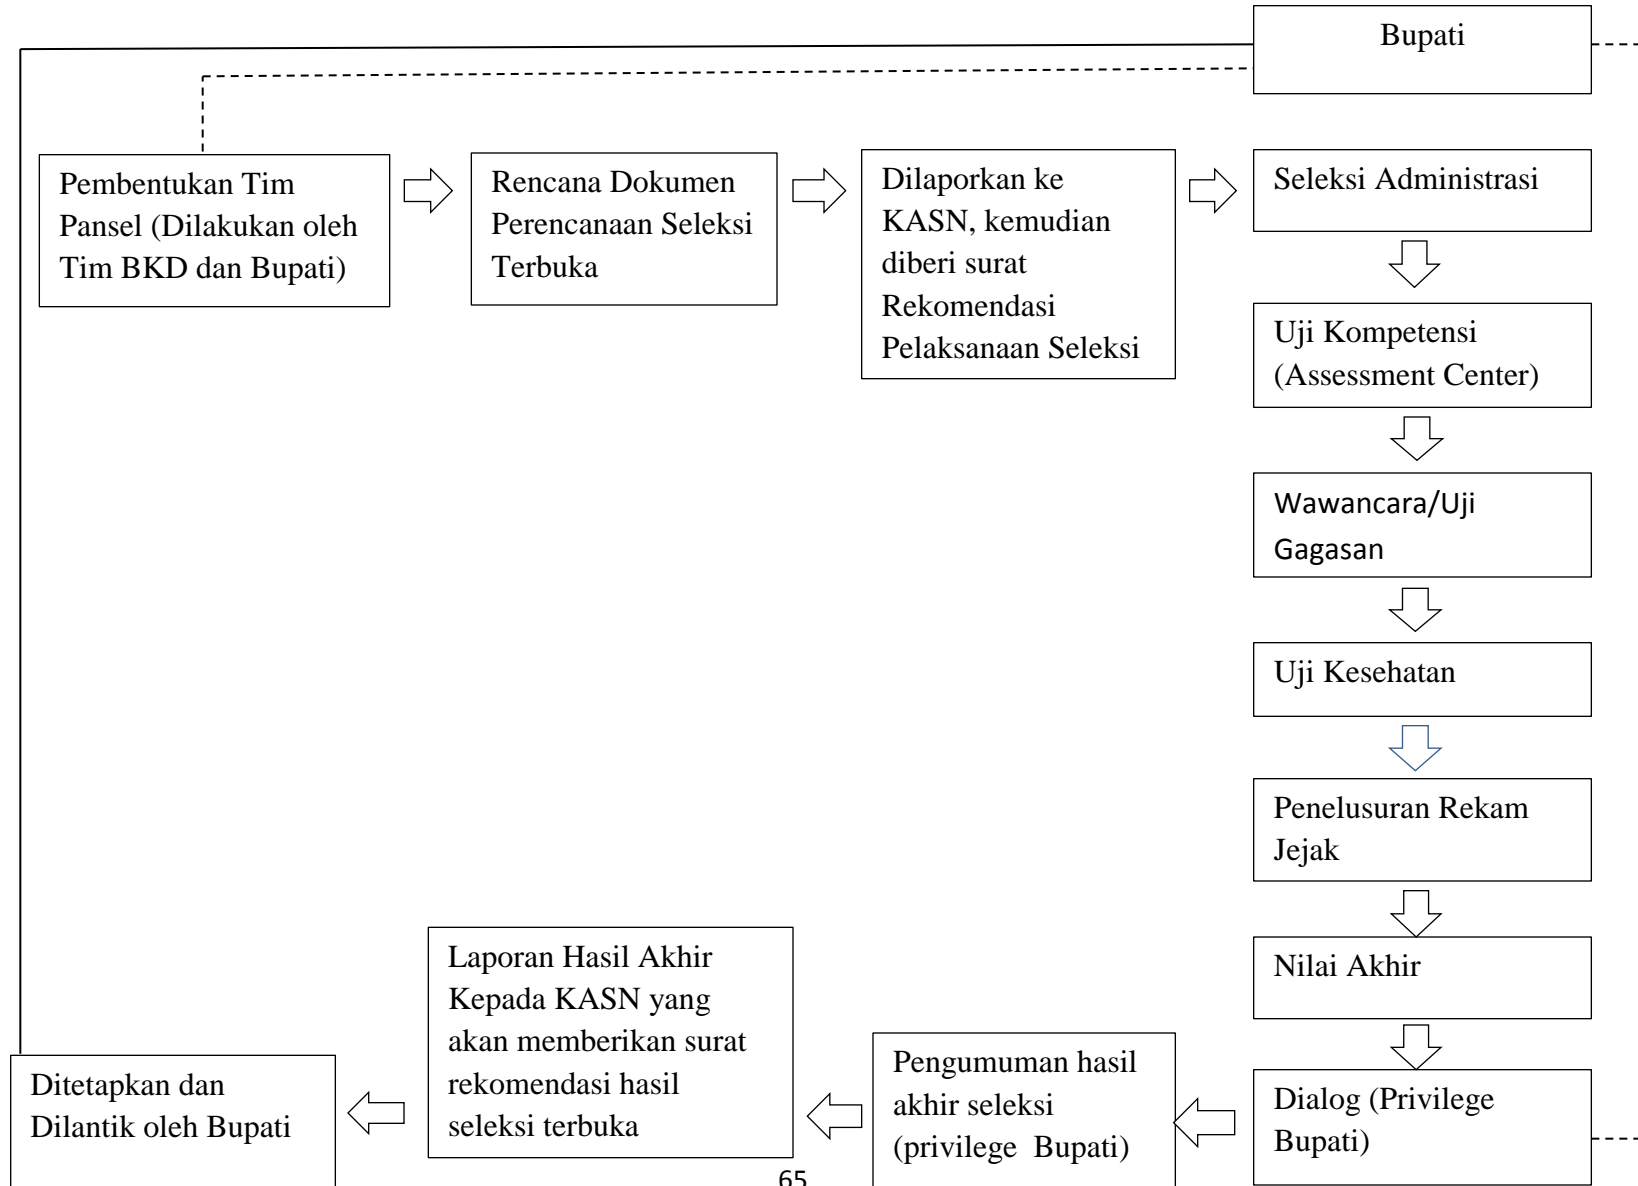 Bupati
Pembentukan Tim
Pansel (Dilakukan oleh
Tim BKD dan Bupati)
Rencana Dokumen
Perencanaan Seleksi
Terbuka
Dilaporkan ke
KASN, kemudian
diberi surat
Rekomendasi
Pelaksanaan Seleksi
Seleksi Administrasi
Uji Kompetensi
(Assessment Center)
Wawancara/Uji
Gagasan
Uji Kesehatan
Penelusuran Rekam
Jejak
Nilai Akhir
Dialog (Privilege
Bupati)
Pengumuman hasil
akhir seleksi
(privilege Bupati)
Laporan Hasil Akhir
Kepada KASN yang
akan memberikan surat
rekomendasi hasil
seleksi terbuka
Ditetapkan dan
Dilantik oleh Bupati
65